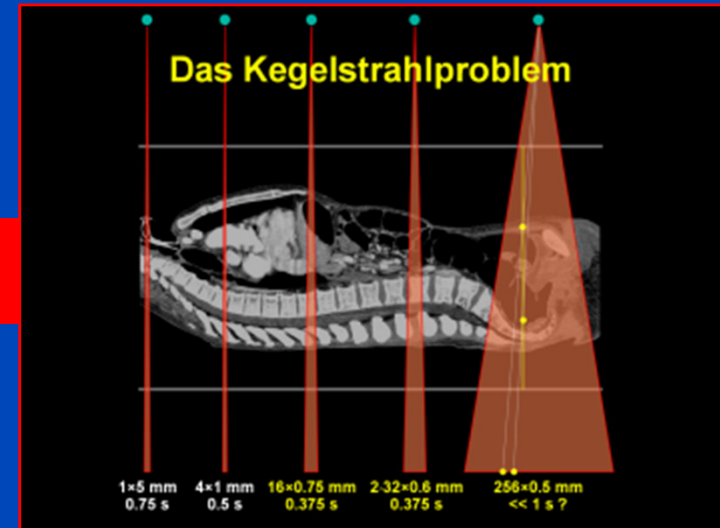 Das Kegelstrahlproblem
1×5 mm
0.75 s
4×1 mm
0.5 s
16×0.75 mm
0.375 s
2·32×0.6 mm
0.375 s
256×0.5 mm
<< 1 s ?